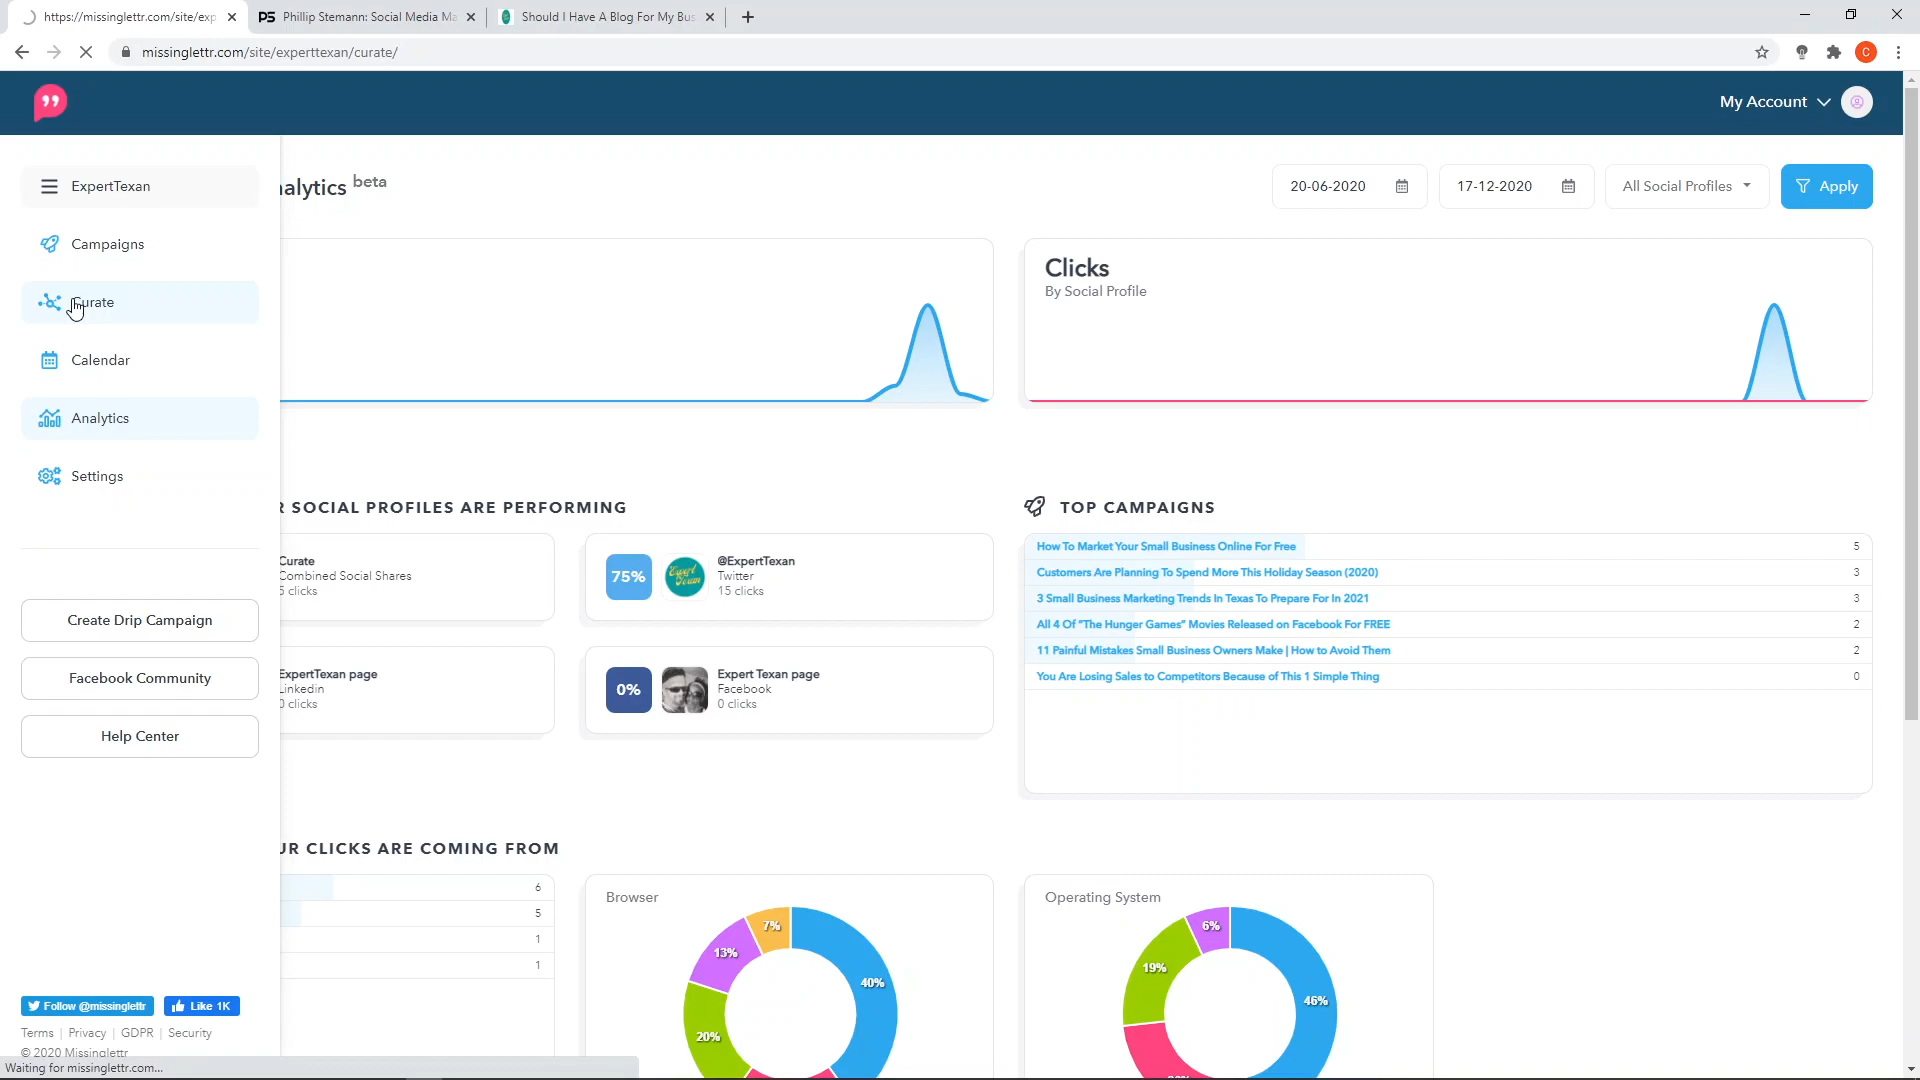 https://missinglettr.com/site/exp
Phillip Stemann: Social Media Ma
Should I Have A Blog For My Bus
missinglettr.com/site/experttexan/curate/
C
My Account
ExpertTexan
Campaigns
Curate
Calendar
Analytics
Settings
Create Drip Campaign
Facebook Community
Help Center
Follow @missinglettr
Like 1K
Terms | Privacy | GDPR | Security
© 2020 Missinglettr
Waiting for missinglettr.com...
alytics beta
20-06-2020
17-12-2020
All Social Profiles
Apply
Clicks
By Social Profile
R SOCIAL PROFILES ARE PERFORMING
Curate
Combined Social Shares
5 clicks
75%
Expert Texan
@ExpertTexan
Twitter
15 clicks
ExpertTexan page
Linkedin
0 clicks
0%
Expert Texan page
Facebook
0 clicks
TOP CAMPAIGNS
How To Market Your Small Business Online For Free 5
Customers Are Planning To Spend More This Holiday Season (2020) 3
3 Small Business Marketing Trends In Texas To Prepare For In 2021 3
All 4 Of "The Hunger Games" Movies Released on Facebook For FREE 2
11 Painful Mistakes Small Business Owners Make | How to Avoid Them 2
You Are Losing Sales to Competitors Because of This 1 Simple Thing 0
UR CLICKS ARE COMING FROM
6
5
1
1
Browser
7%
13%
40%
20%
Operating System
6%
19%
46%